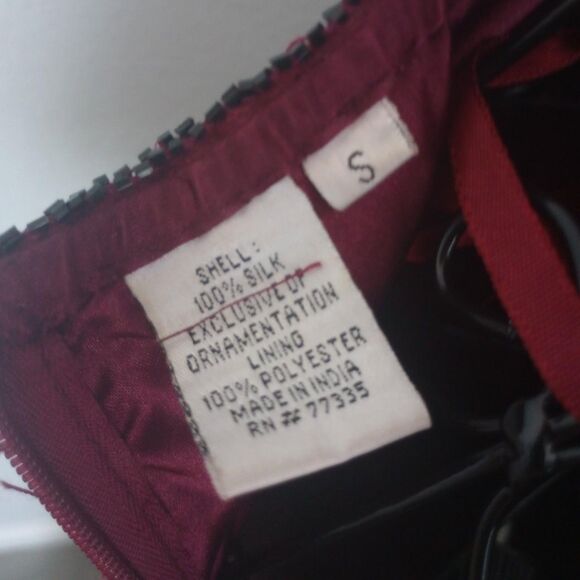 S
SHELL:
100% SILK
EXCLUSIVE OF
ORNAMENTATION
LINING
100% POLYESTER
MADE IN INDIA
RN # 77335